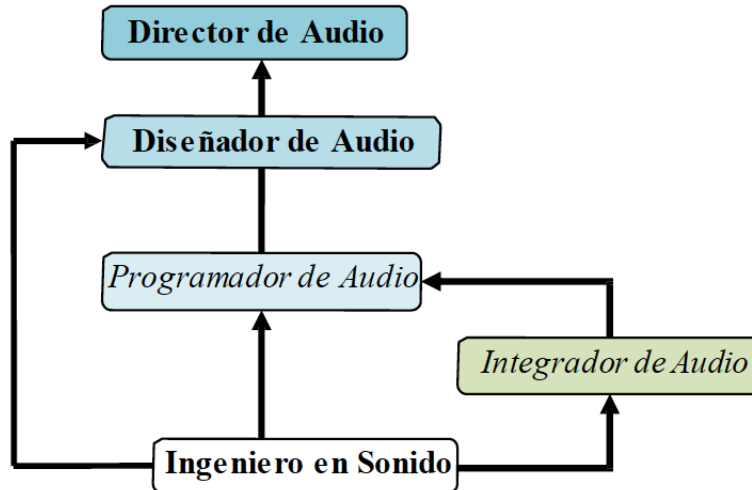 Director de Audio
Diseñador de Audio
Programador de Audio
Integrador de Audio
Ingeniero en Sonido